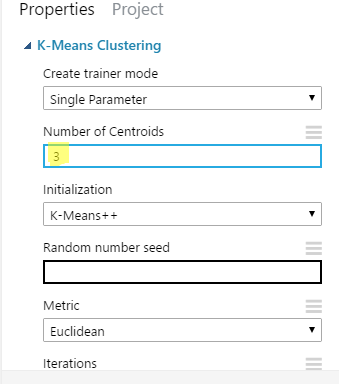 Properties Project
K-Means Clustering
Create trainer mode
Single Parameter
Number of Centroids
3
Initialization
K-Means++
Random number seed
Metric
Euclidean
Iterations